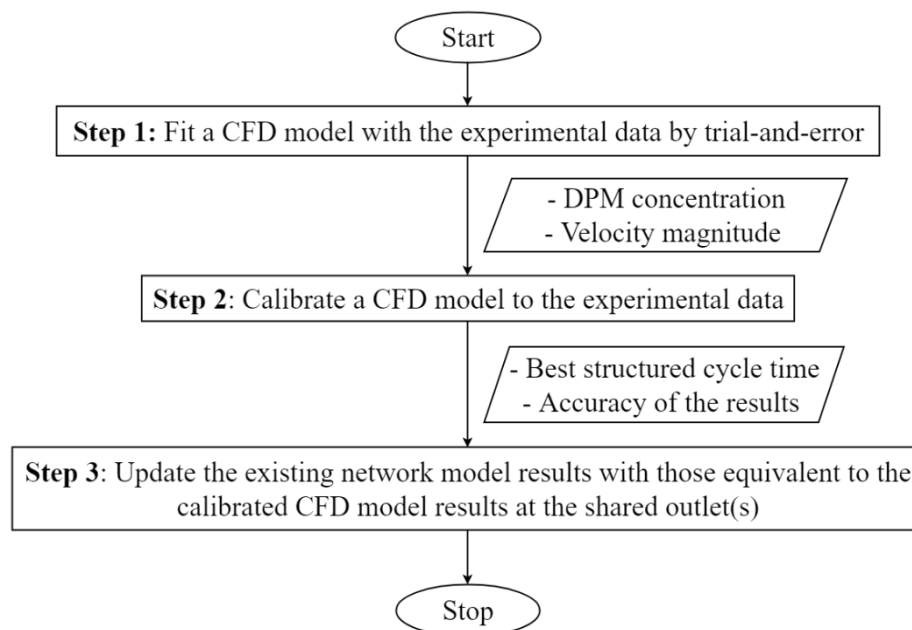 Start
Step 1: Fit a CFD model with the experimental data by trial-and-error
- DPM concentration
- Velocity magnitude
Step 2: Calibrate a CFD model to the experimental data
- Best structured cycle time
- Accuracy of the results
Step 3: Update the existing network model results with those equivalent to the
calibrated CFD model results at the shared outlet(s)
Stop